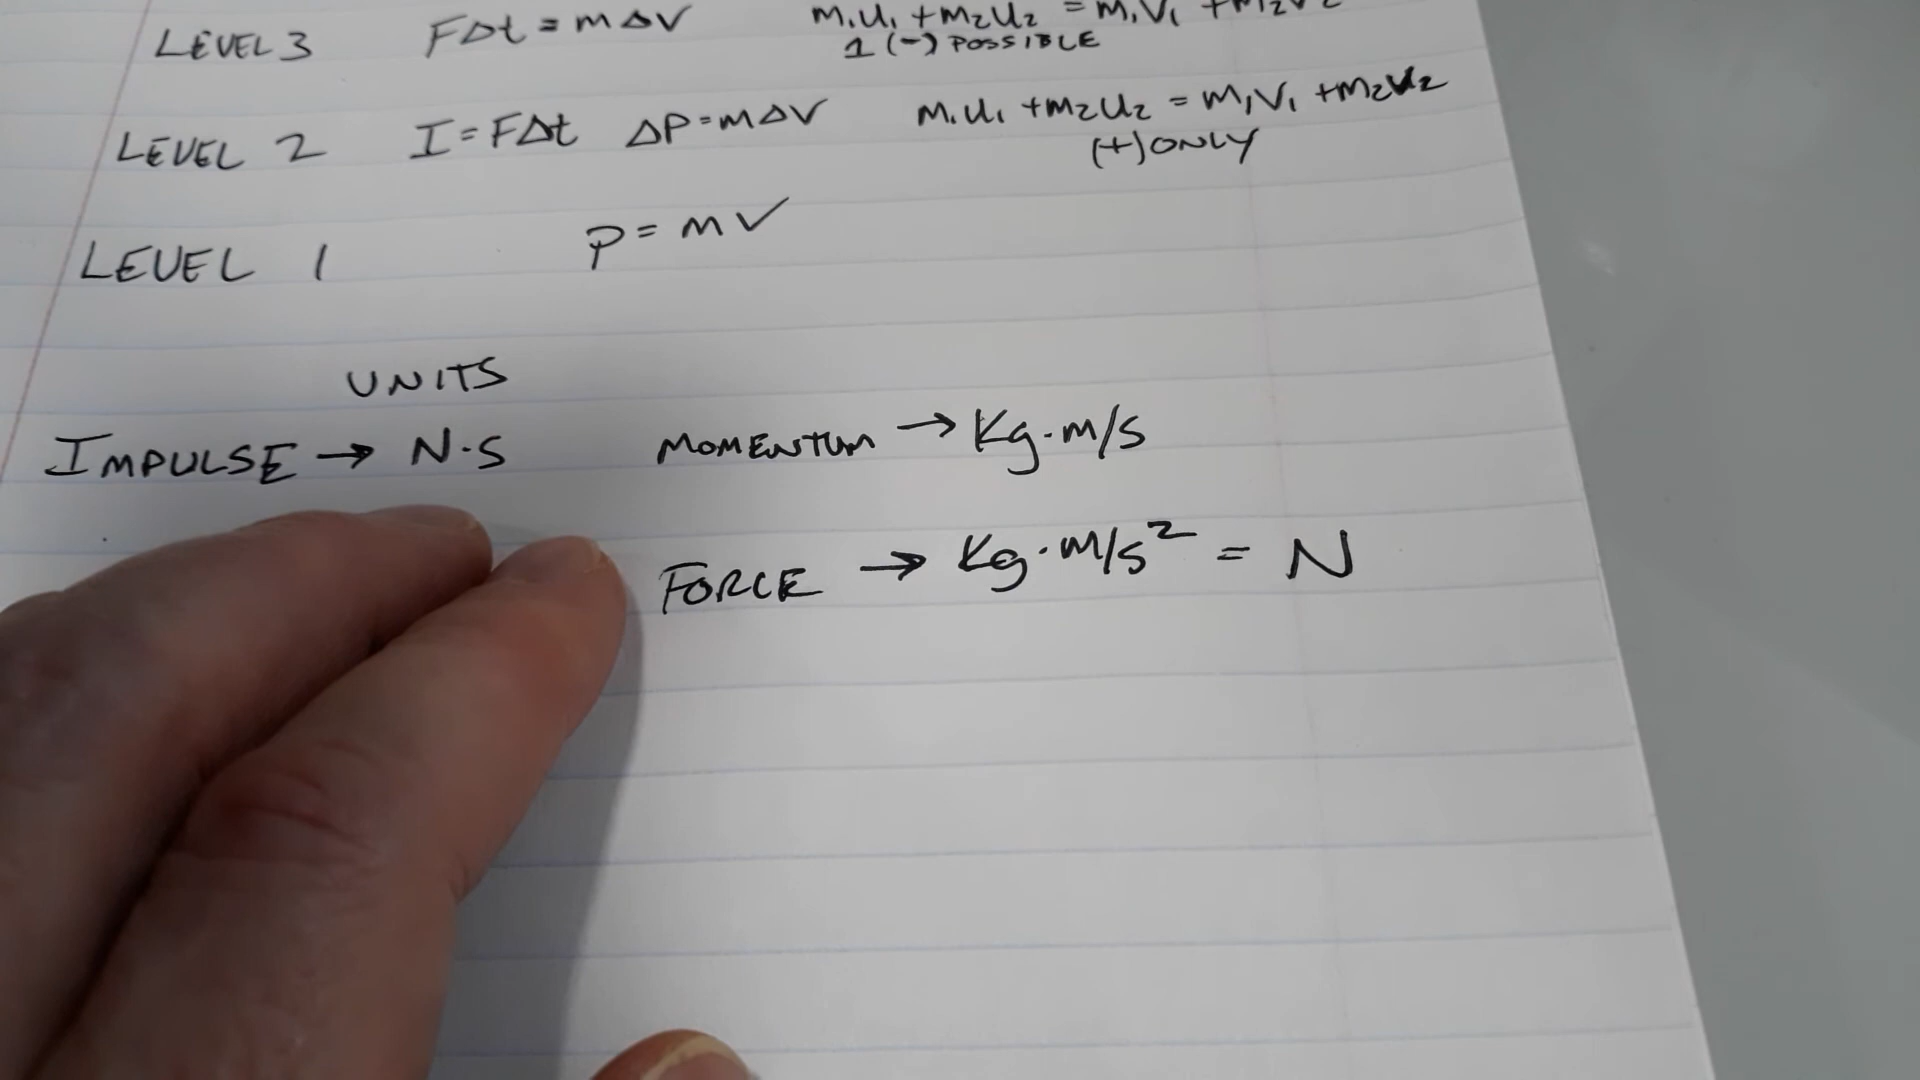 LEVEL 3 FΔt = mΔV m₁u₁ + m₂u₂ = m₁v₁ + m₂v₂
1 (-) POSSIBLE
LEVEL 2 I = FΔt ΔP = mΔV m₁u₁ + m₂u₂ = m₁v₁ + m₂v₂
(+) ONLY
LEVEL 1 P = mv
UNITS
IMPULSE → N·S MOMENTUM → Kg·m/s
FORCE → Kg·m/s² = N